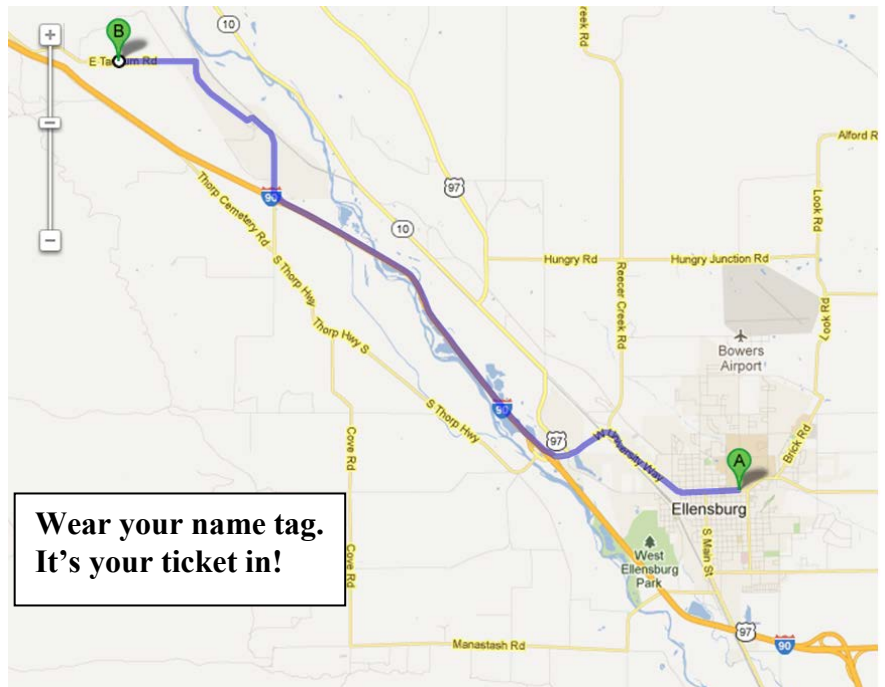 10
B
E Taneum Rd
Alford R
97
90
Thorp Cemetery Rd
Look Rd
10
S Thorp Hwy
Hungry Rd
Hungry Junction Rd
Reecer Creek Rd
reek Rd
Look Rd
Thorp Hwy S
Bowers
Airport
90
S Thorp Hwy
97
Cove Rd
versity Way
Brick Rd
A
Ellensburg
Wear your name tag.
It’s your ticket in!
S Main St
West
Ellensburg
Park
Cove Rd
97
90
Manastash Rd